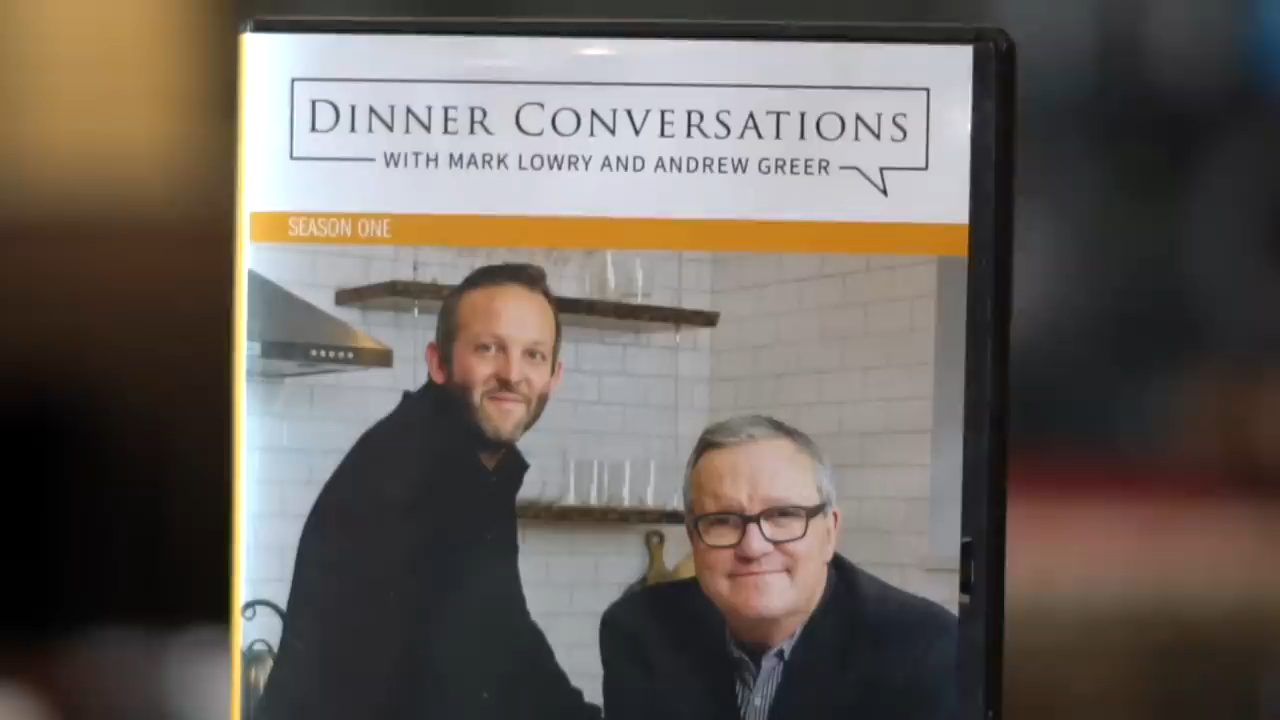 DINNER CONVERSATIONS
WITH MARK LOWRY AND ANDREW GREER
SEASON ONE